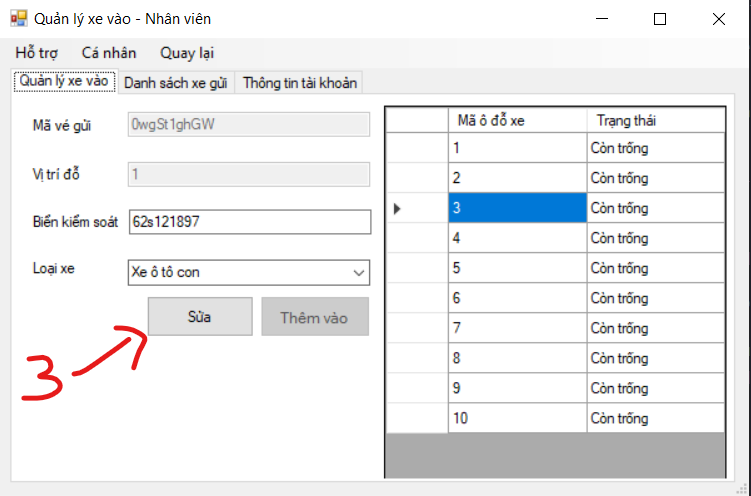 Quản lý xe vào - Nhân viên
Hỗ trợ Cá nhân Quay lại
Quản lý xe vào Danh sách xe gửi Thông tin tài khoản
Mã vé gửi 0wgSt1ghGW
Vị trí đỗ 1
Biển kiểm soát 62s121897
Loại xe Xe ô tô con
Sửa Thêm vào
3
Mã ô đỗ xe Trạng thái
1 Còn trống
2 Còn trống
3 Còn trống
4 Còn trống
5 Còn trống
6 Còn trống
7 Còn trống
8 Còn trống
9 Còn trống
10 Còn trống